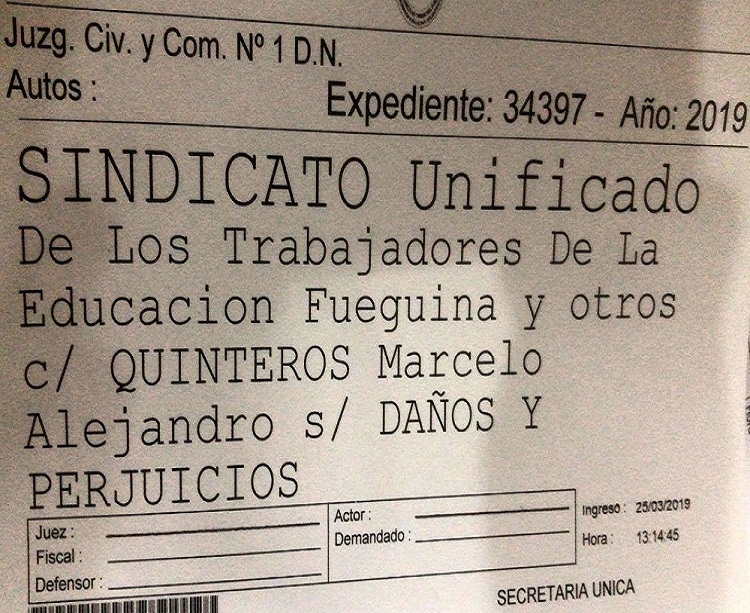 Juzg. Civ. y Com. Nº 1 D.N.
Autos :
Expediente: 34397 - Año: 2019
SINDICATO Unificado
De Los Trabajadores De La
Educacion Fueguina y otros
c/ QUINTEROS Marcelo
Alejandro s/ DAÑOS Y
PERJUICIOS
Juez :
Fiscal :
Defensor :
Actor :
Demandado :
Ingreso : 25/03/2019
Hora : 13:14:45
SECRETARIA UNICA